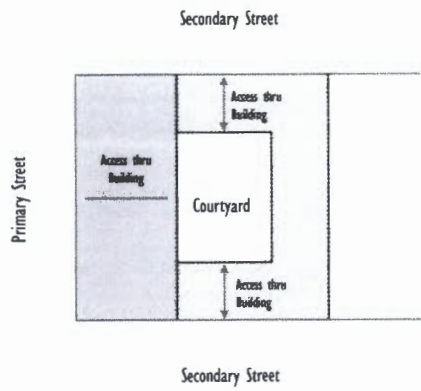 Secondary Street
Access thru
Building
Access thru
Building
Primary Street
Courtyard
Access thru
Building
Secondary Street